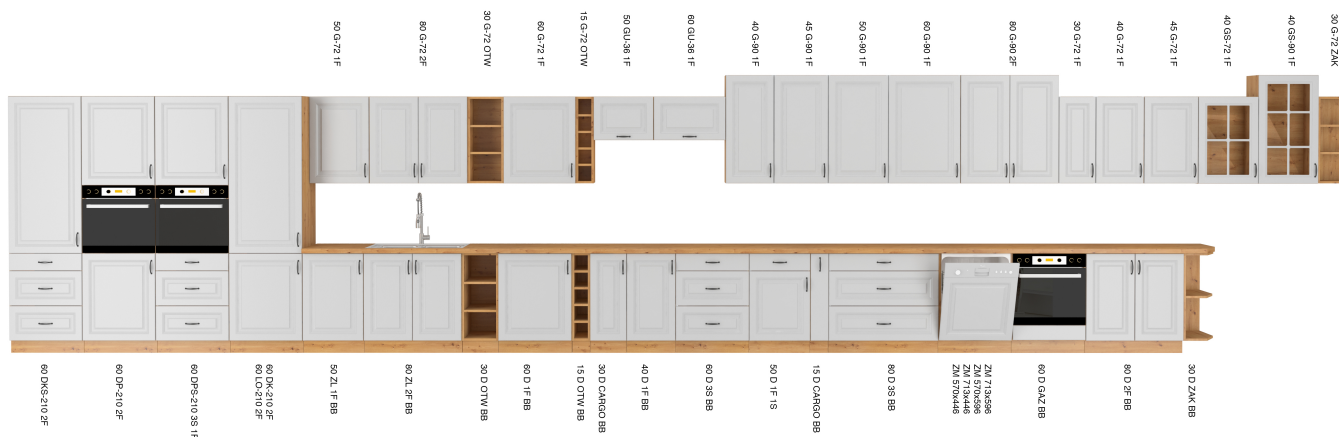 50 G-72 1F
80 G-72 2F
30 G-72 OTW
60 G-72 1F
15 G-72 OTW
50 GU-36 1F
60 GU-36 1F
40 G-90 1F
45 G-90 1F
50 G-90 1F
60 G-90 1F
80 G-90 2F
30 G-72 1F
40 G-72 1F
45 G-72 1F
40 GS-72 1F
40 GS-90 1F
30 G-72 ZAK
60 DKS-210 2F
60 DP-210 2F
60 DPS-210 3S 1F
60 DK-210 2F
60 LO-210 2F
50 ZL 1F BB
80 ZL 2F BB
30 D OTW BB
60 D 1F BB
15 D OTW BB
30 D CARGO BB
40 D 1F BB
60 D 3S BB
50 D 1F 1S
15 D CARGO BB
80 D 3S BB
ZM 713x596
ZM 570x596
ZM 713x446
ZM 570x446
60 D GAZ BB
80 D 2F BB
30 D ZAK BB